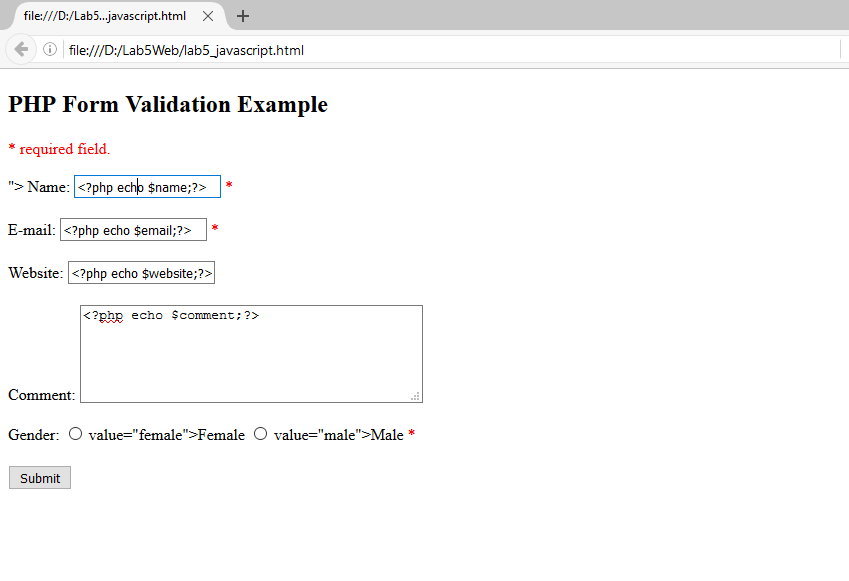 file:///D:/Lab5...javascript.html
file:///D:/Lab5Web/lab5_javascript.html
PHP Form Validation Example
* required field.
"> Name: <?php echo $name;?> *
E-mail: <?php echo $email;?> *
Website: <?php echo $website;?>
<?php echo $comment;?>
Comment:
Gender: value="female">Female value="male">Male *
Submit